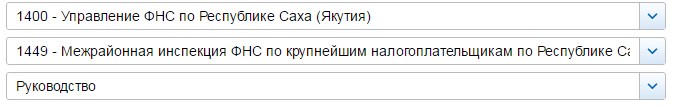 1400 - Управление ФНС по Республике Саха (Якутия)
1449 - Межрайонная инспекция ФНС по крупнейшим налогоплательщикам по Республике Са
Руководство